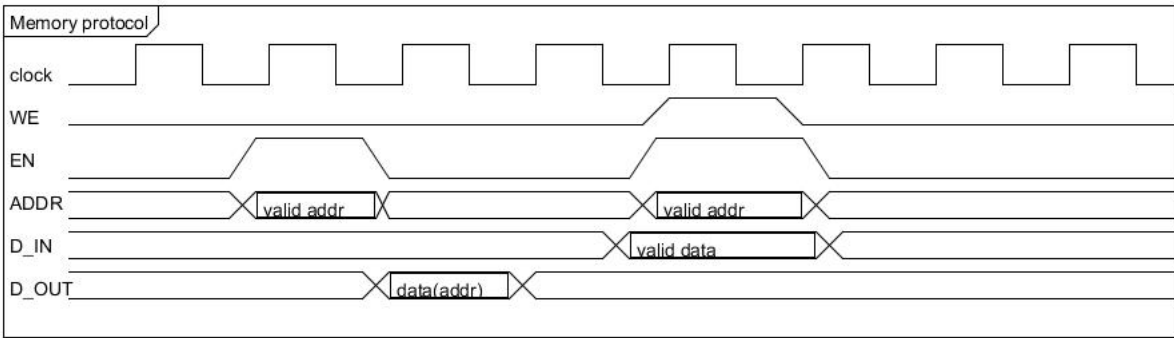 Memory protocol
clock
WE
EN
ADDR
valid addr
valid addr
D_IN
valid data
D_OUT
data(addr)